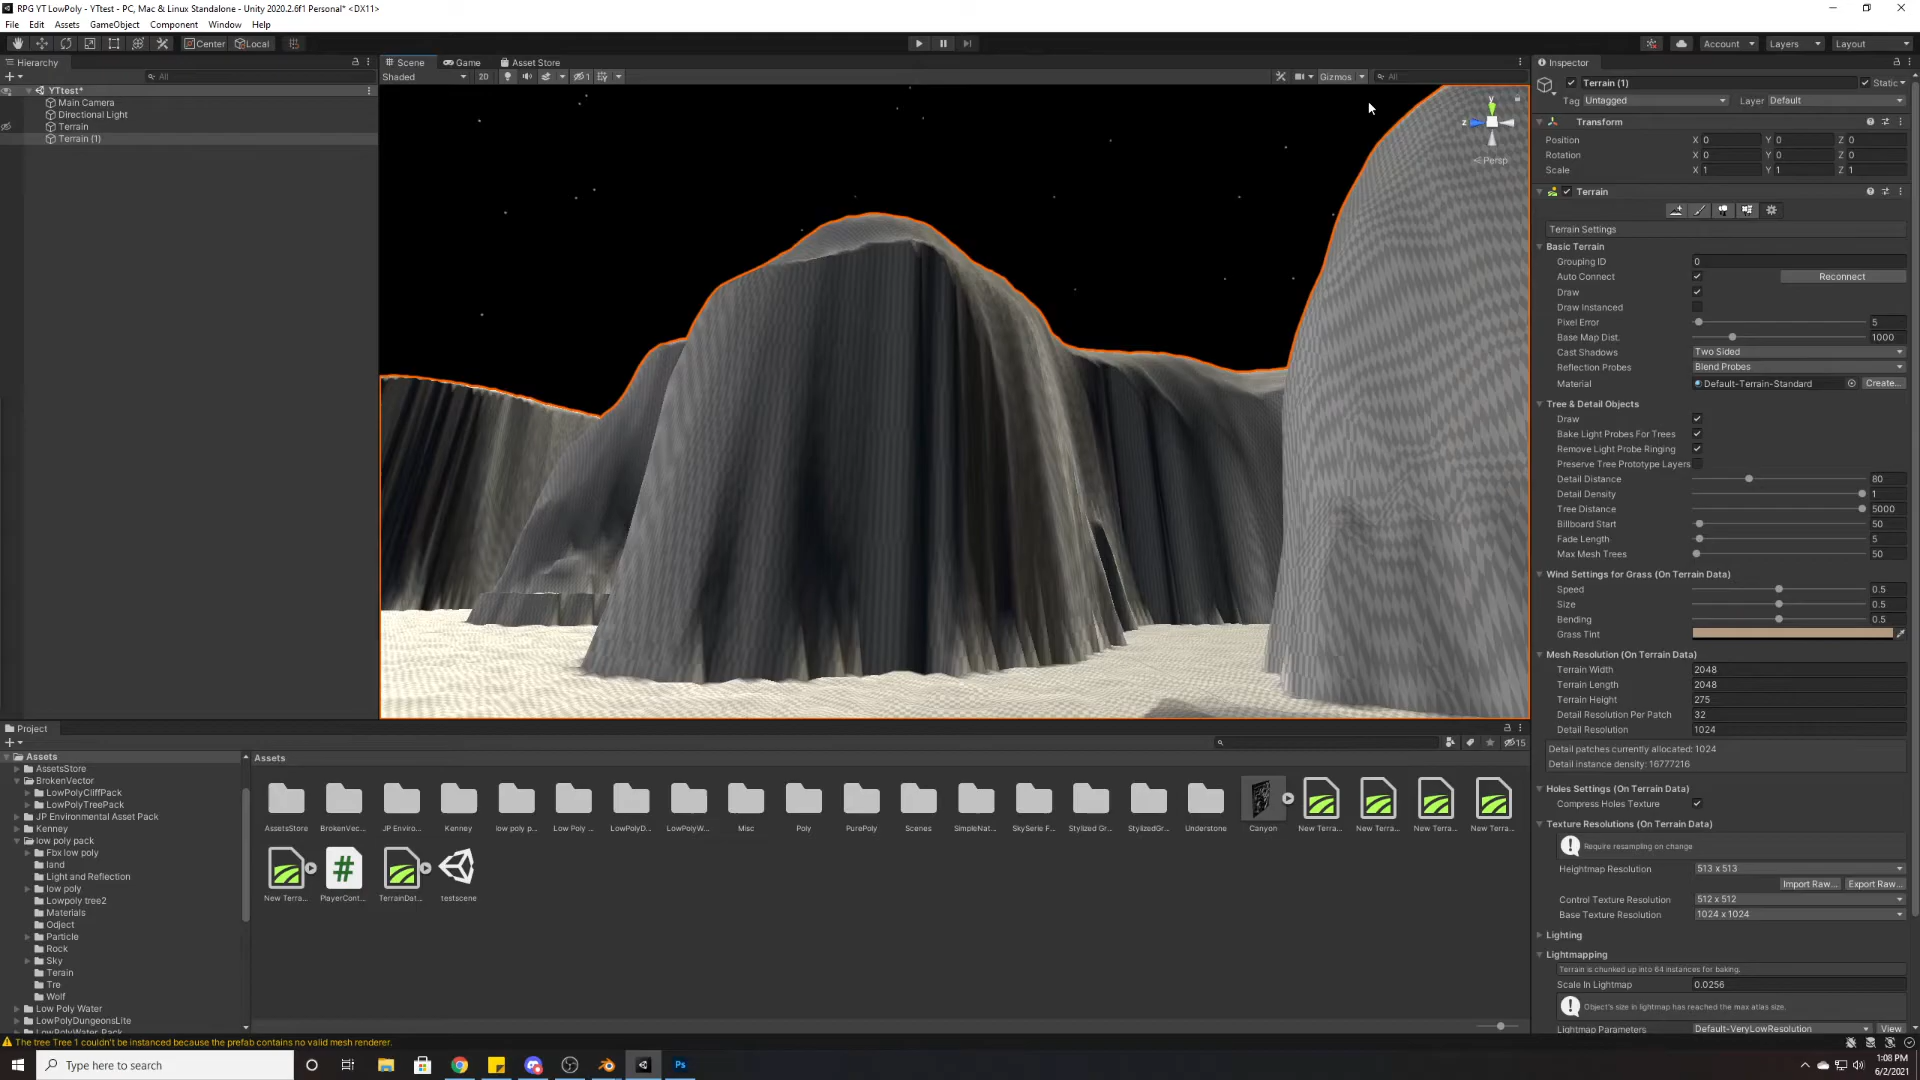 RPG YT LowPoly - YTtest - PC, Mac & Linux Standalone - Unity 2020.2.6f1 Personal* <DX11>
File Edit Assets GameObject Component Window Help
Center Local Account Layers Layout
Hierarchy
All
YTtest*
Main Camera
Directional Light
Terrain
Terrain (1)
Scene Game Asset Store
Shaded 2D 1 Gizmos All
y
z
Persp
Inspector
Terrain (1) Static
Tag Untagged Layer Default
Transform
Position X 0 Y 0 Z 0
Rotation X 0 Y 0 Z 0
Scale X 1 Y 1 Z 1
Terrain
Terrain Settings
Basic Terrain
Grouping ID 0
Auto Connect Reconnect
Draw
Draw Instanced
Pixel Error 5
Base Map Dist. 1000
Cast Shadows Two Sided
Reflection Probes Blend Probes
Material Default-Terrain-Standard Create...
Tree & Detail Objects
Draw
Bake Light Probes For Trees
Remove Light Probe Ringing
Preserve Tree Prototype Layers
Detail Distance 80
Detail Density 1
Tree Distance 5000
Billboard Start 50
Fade Length 5
Max Mesh Trees 50
Wind Settings for Grass (On Terrain Data)
Speed 0.5
Size 0.5
Bending 0.5
Grass Tint
Mesh Resolution (On Terrain Data)
Terrain Width 2048
Terrain Length 2048
Terrain Height 275
Detail Resolution Per Patch 32
Detail Resolution 1024
Detail patches currently allocated: 1024
Detail instance density: 16777216
Holes Settings (On Terrain Data)
Compress Holes Texture
Texture Resolutions (On Terrain Data)
Require resampling on change
Heightmap Resolution 513 x 513
Import Raw... Export Raw...
Control Texture Resolution 512 x 512
Base Texture Resolution 1024 x 1024
Lighting
Lightmapping
Terrain is chunked up into 64 instances for baking.
Scale In Lightmap 0.0256
Object's size in lightmap has reached the max atlas size.
Lightmap Parameters Default-VeryLowResolution View
Project
15
Assets
AssetsStore
BrokenVector
LowPolyCliffPack
LowPolyTreePack
JP Environmental Asset Pack
Kenney
low poly pack
Fbx low poly
land
Light and Reflection
low poly
Lowpoly tree2
Materials
Odject
Particle
Rock
Sky
Terain
Tre
Wolf
Low Poly Water
LowPolyDungeonsLite
LowPolyWater_Pack
Assets
AssetsStore BrokenVec... JP Enviro... Kenney low poly p... Low Poly ... LowPolyD... LowPolyW... Misc Poly PurePoly Scenes SimpleNat... SkySerie F... Stylized Gr... StylizedGr... Understone Canyon New Terra... New Terra... New Terra... New Terra...
New Terra... PlayerCont... TerrainDat... testscene
The tree Tree 1 couldn't be instanced because the prefab contains no valid mesh renderer.
Type here to search
Ps
1:08 PM
6/2/2021